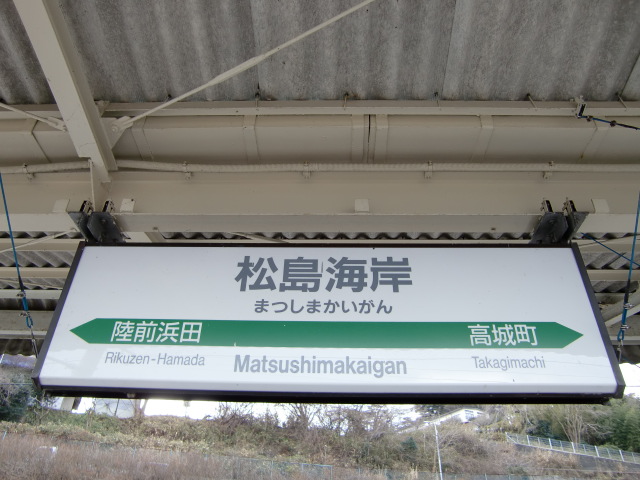 松島海岸
まつしまかいがん
陸前浜田 高城町
Rikuzen-Hamada Matsushimakaigan Takagimachi